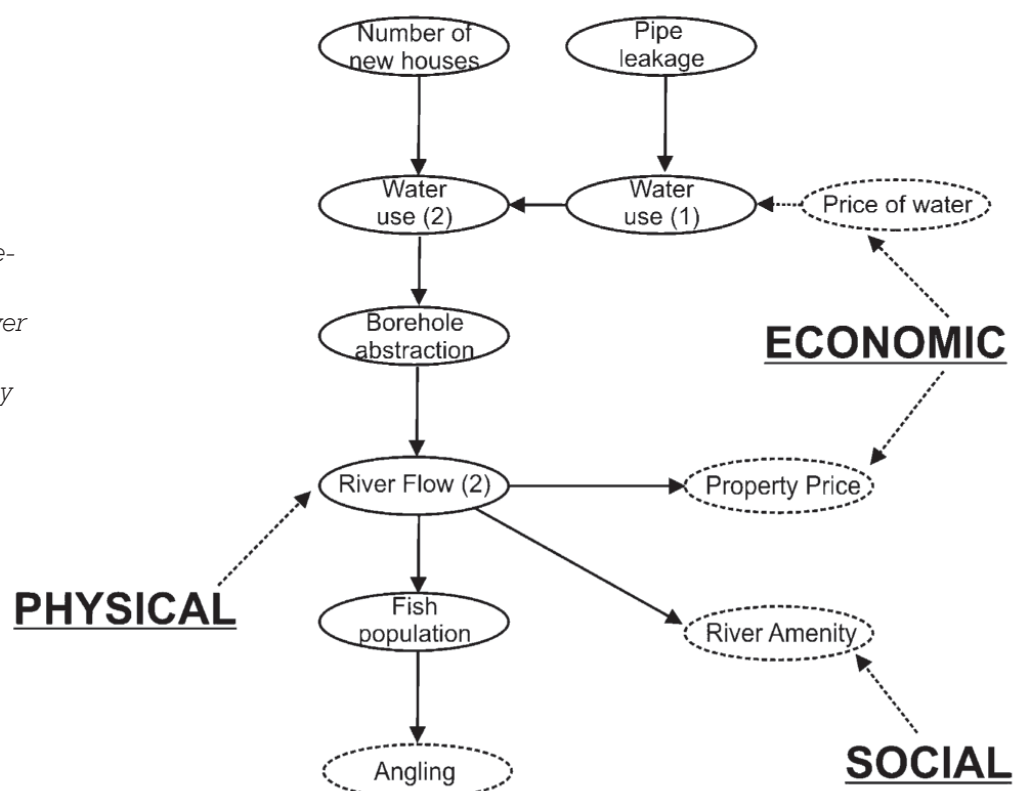 Number of
new houses
Pipe
leakage
Water
use (2)
Water
use (1)
Price of water
e-
er
y
Borehole
abstraction
ECONOMIC
River Flow (2)
Property Price
PHYSICAL
Fish
population
River Amenity
Angling
SOCIAL